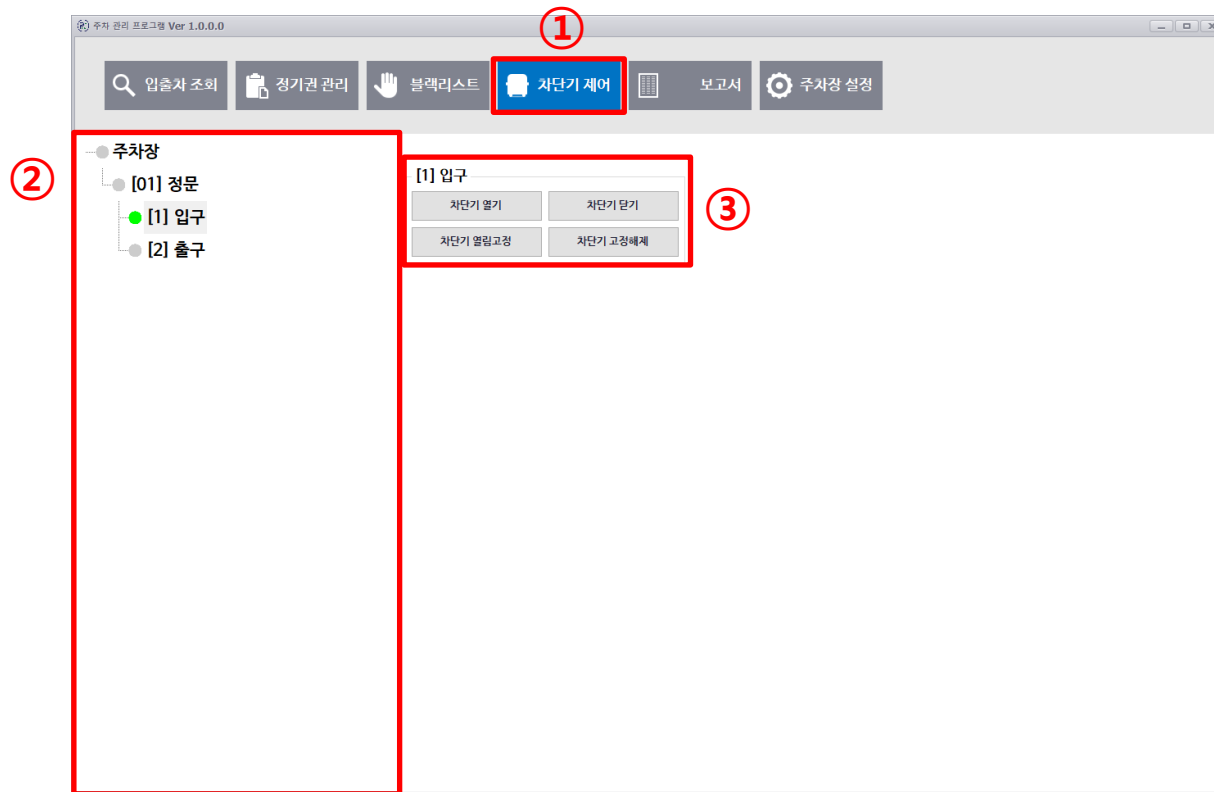 주차 관리 프로그램 Ver 1.0.0.0
①
입출차 조회 정기권 관리 블랙리스트 차단기 제어 보고서 주차장 설정
②
주차장
[01] 정문
[1] 입구
[2] 출구
[1] 입구
③
차단기 열기 차단기 닫기
차단기 열림고정 차단기 고정해제